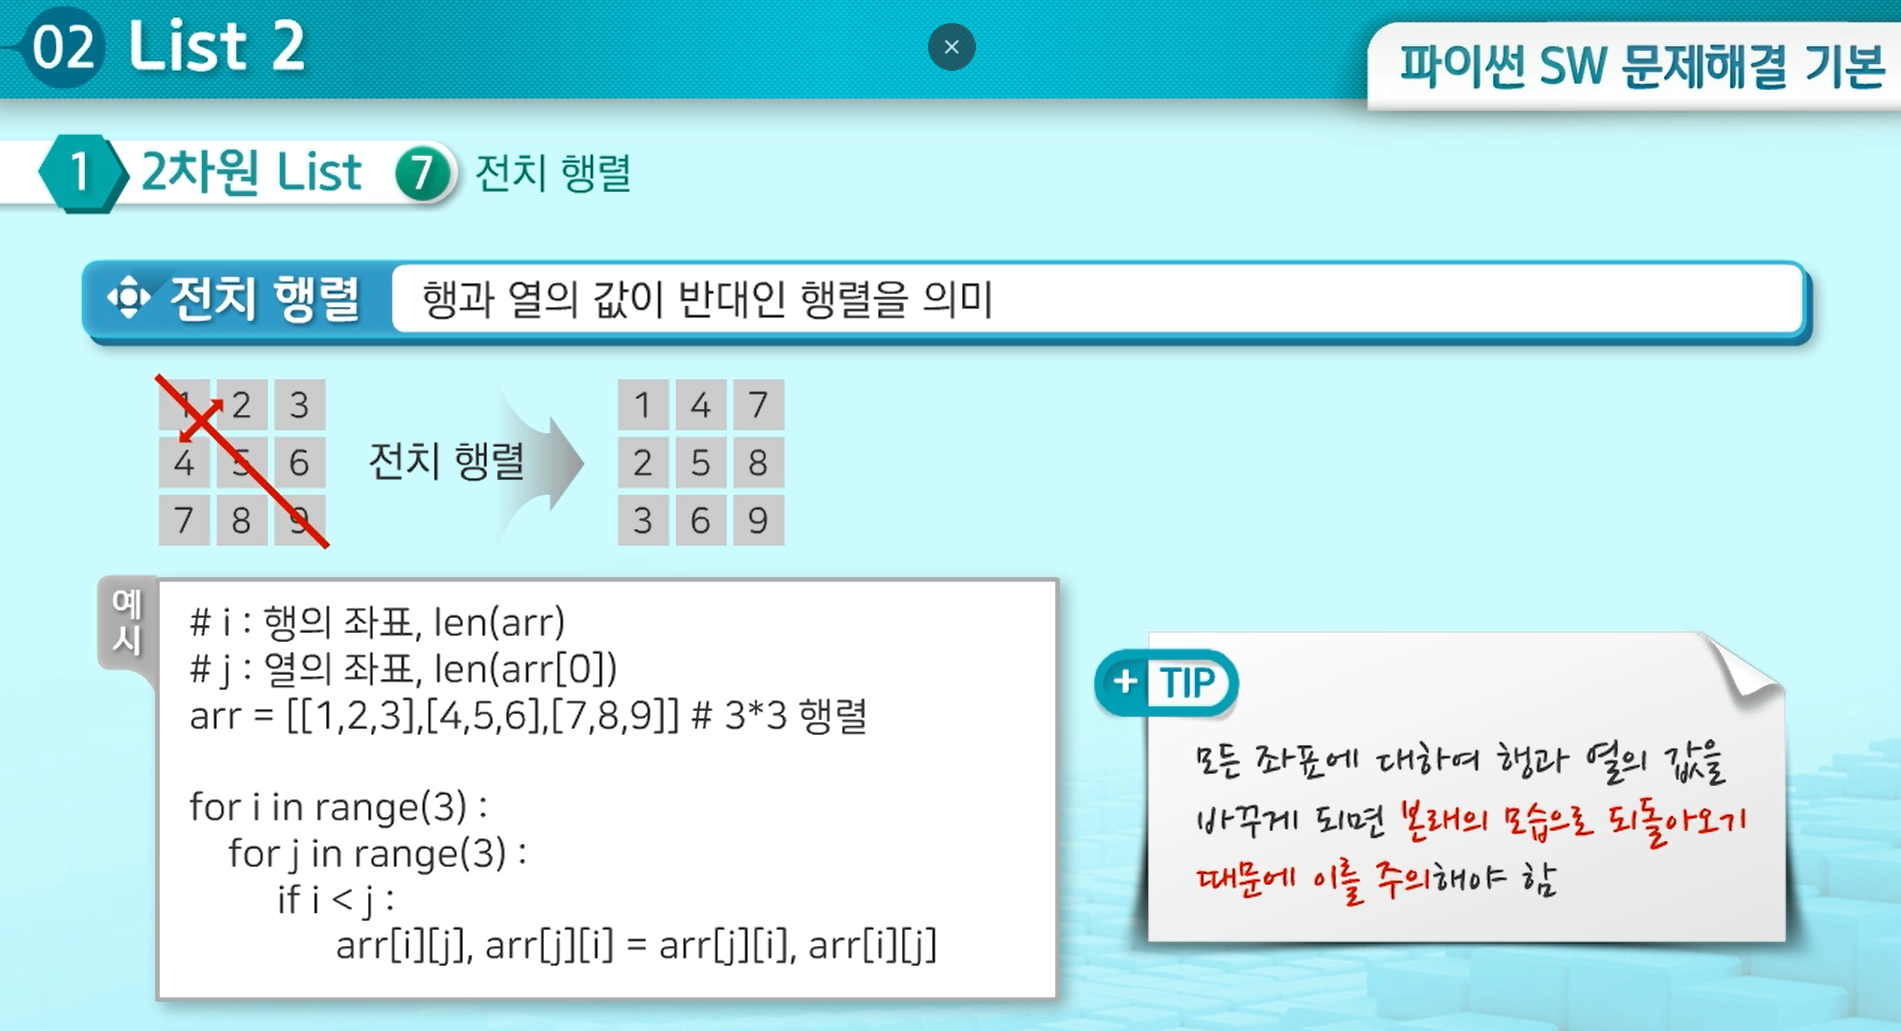 02 List 2
파이썬 SW 문제해결 기본
1 2차원 List 7 전치 행렬
전치 행렬 행과 열의 값이 반대인 행렬을 의미
1 2 3
4 5 6
7 8 9
전치 행렬
1 4 7
2 5 8
3 6 9
예시
# i : 행의 좌표, len(arr)
# j : 열의 좌표, len(arr[0])
arr = [[1,2,3],[4,5,6],[7,8,9]] # 3*3 행렬
for i in range(3) :
for j in range(3) :
if i < j :
arr[i][j], arr[j][i] = arr[j][i], arr[i][j]
+ TIP
모든 좌표에 대하여 행과 열의 값을
바꾸게 되면 본래의 모습으로 되돌아오기
때문에 이를 주의해야 함